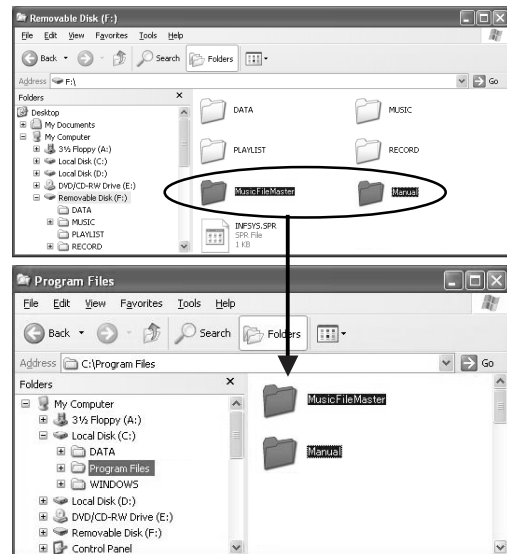 Removable Disk (F:)
File Edit View Favorites Tools Help
Back Search Folders
Address F:\ Go
Folders
Desktop
My Documents
My Computer
3½ Floppy (A:)
Local Disk (C:)
Local Disk (D:)
DVD/CD-RW Drive (E:)
Removable Disk (F:)
DATA
MUSIC
PLAYLIST
RECORD
DATA
MUSIC
PLAYLIST
RECORD
MusicFileMaster
Manual
INFSYS.SPR
SPR File
1 KB
Program Files
File Edit View Favorites Tools Help
Back Search Folders
Address C:\Program Files Go
Folders
My Computer
3½ Floppy (A:)
Local Disk (C:)
DATA
Program Files
WINDOWS
Local Disk (D:)
DVD/CD-RW Drive (E:)
Removable Disk (F:)
Control Panel
MusicFileMaster
Manual